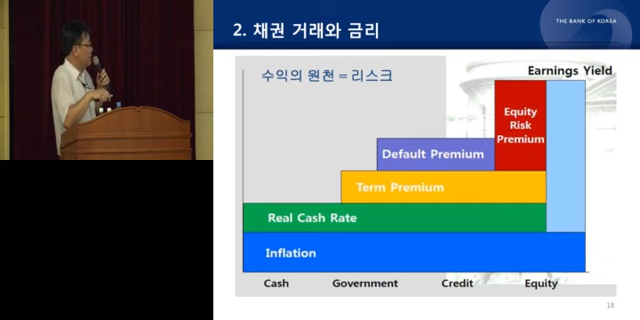 THE BANK OF KOREA
2. 채권 거래와 금리
수익의 원천 = 리스크
Earnings Yield
Equity
Risk
Premium
Default Premium
Term Premium
Real Cash Rate
Inflation
Cash Government Credit Equity
18